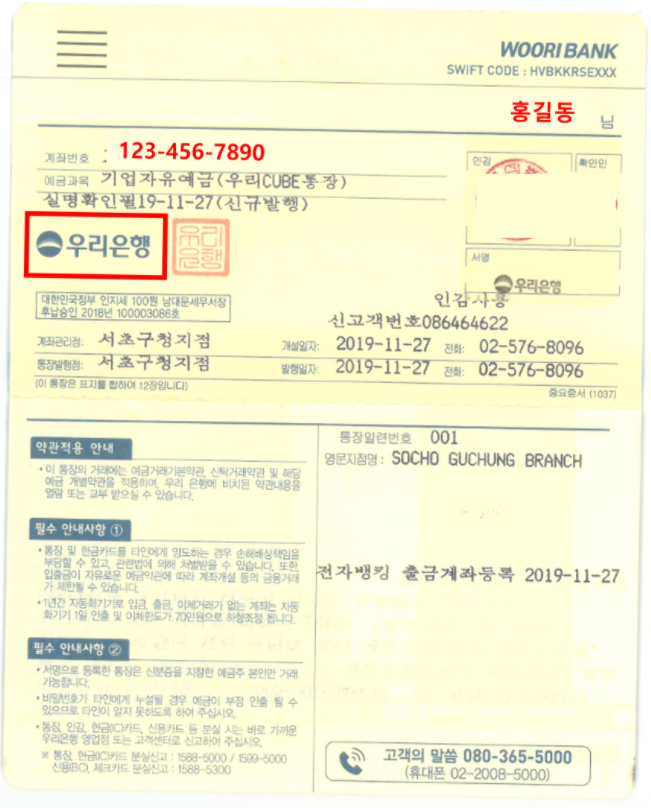 WOORI BANK
SWIFT CODE : HVBKKRSEXXX
홍길동 님
계좌번호 : 123-456-7890
예금과목 기업자유예금(우리CUBE통장)
실명확인필19-11-27(신규발행)
인감
확인인
우리은행
우리은행
서명
우리은행
대한민국정부 인지세 100원 남대문세무서장
후납승인 2018년 100003086호
인감사용
신고객번호086464622
계좌관리점: 서초구청지점 개설일자: 2019-11-27 전화: 02-576-8096
통장발행점: 서초구청지점 발행일자: 2019-11-27 전화: 02-576-8096
(이 통장은 표지를 합하여 12장입니다)
중요증서 (1037)
약관적용 안내
• 이 통장의 거래에는 예금거래기본약관, 신탁거래약관 및 해당
예금 개별약관을 적용하며, 우리 은행에 비치된 약관내용을
열람 또는 교부 받으실 수 있습니다.
필수 안내사항 ①
• 통장 및 현금카드를 타인에게 양도하는 경우 손해배상책임을
부담할 수 있고, 관련법에 의해 처벌받을 수 있습니다. 또한,
입출금이 자유로운 예금약관에 따라 계좌개설 등의 금융거래
가 제한될 수 있습니다.
• 1년간 자동화기기로 입금, 출금, 이체거래가 없는 계좌는 자동
화기기 1일 인출 및 이체한도가 70만원으로 하향조정 됩니다.
필수 안내사항 ②
• 서명으로 등록한 통장은 신분증을 지참한 예금주 본인만 거래
가능합니다.
• 비밀번호가 타인에게 누설될 경우 예금이 부정 인출 될 수
있으므로 타인이 알지 못하도록 하여 주십시오.
• 통장, 인감, 현금(IC)카드, 신용카드 등 분실 시는 바로 가까운
우리은행 영업점 또는 고객센터로 신고하여 주십시오.
※ 통장, 현금(IC)카드 분실신고 : 1588-5000 / 1599-5000
신용(BC), 체크카드 분실신고 : 1588-5300
통장일련번호 001
영문지점명 : SOCHO GUCHUNG BRANCH
전자뱅킹 출금계좌등록 2019-11-27
고객의 말씀 080-365-5000
(휴대폰 02-2008-5000)